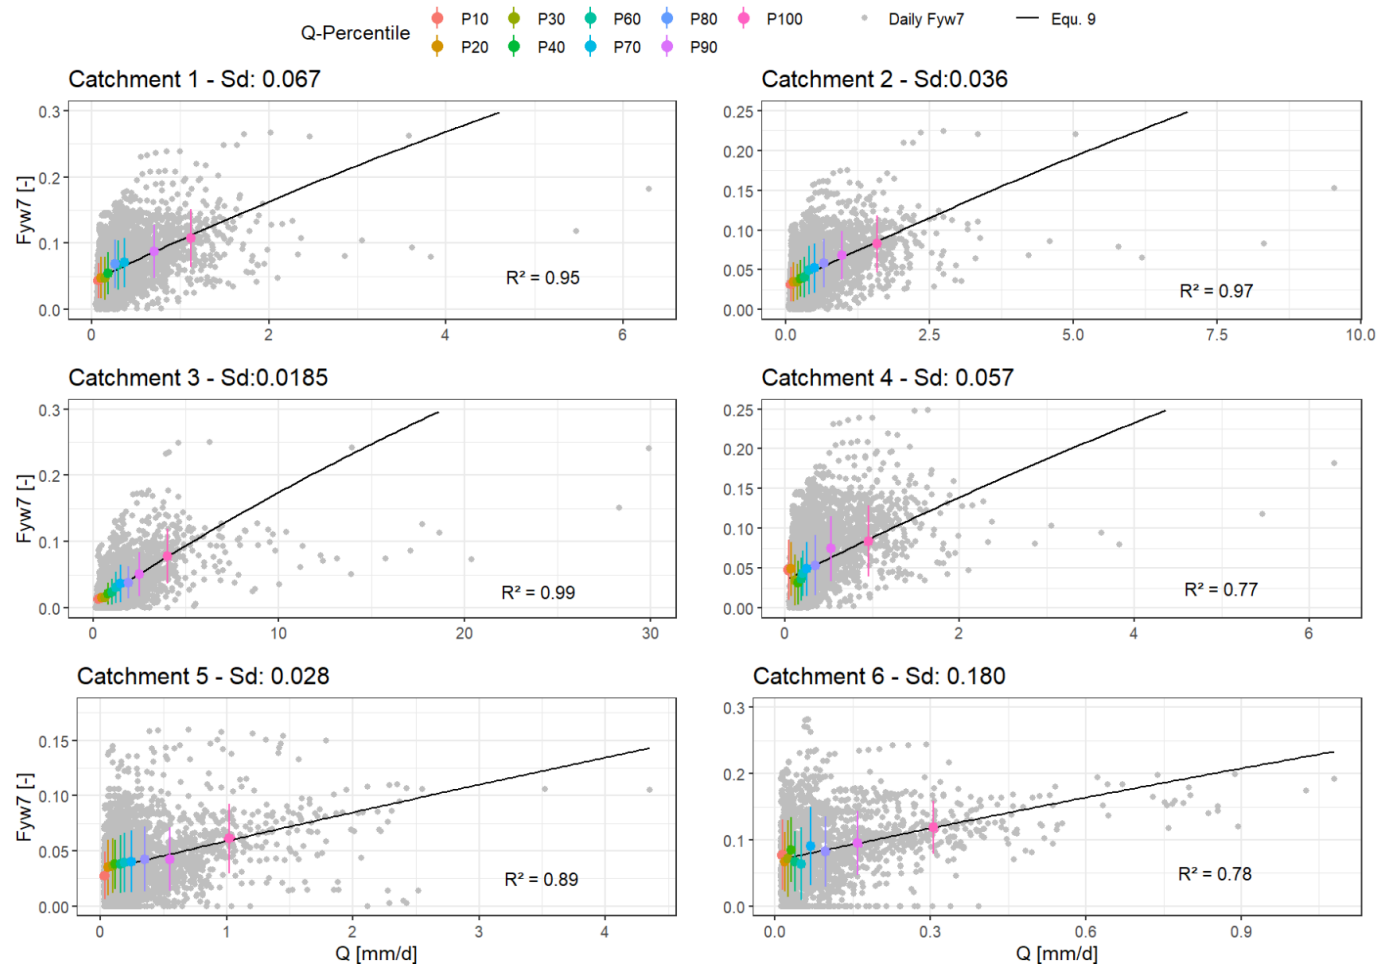 Q-Percentile
P10 P30 P60 P80 P100 Daily Fyw7 Equ. 9
P20 P40 P70 P90
Catchment 1 - Sd: 0.067
Fyw7 [-]
0.3
0.2
0.1
0.0
R² = 0.95
0 2 4 6
Catchment 2 - Sd:0.036
0.25
0.20
0.15
0.10
0.05
0.00
R² = 0.97
0.0 2.5 5.0 7.5 10.0
Catchment 3 - Sd:0.0185
Fyw7 [-]
0.3
0.2
0.1
0.0
R² = 0.99
0 10 20 30
Catchment 4 - Sd: 0.057
0.25
0.20
0.15
0.10
0.05
0.00
R² = 0.77
0 2 4 6
Catchment 5 - Sd: 0.028
Fyw7 [-]
0.15
0.10
0.05
0.00
R² = 0.89
0 1 2 3 4
Q [mm/d]
Catchment 6 - Sd: 0.180
0.3
0.2
0.1
0.0
R² = 0.78
0.0 0.3 0.6 0.9
Q [mm/d]